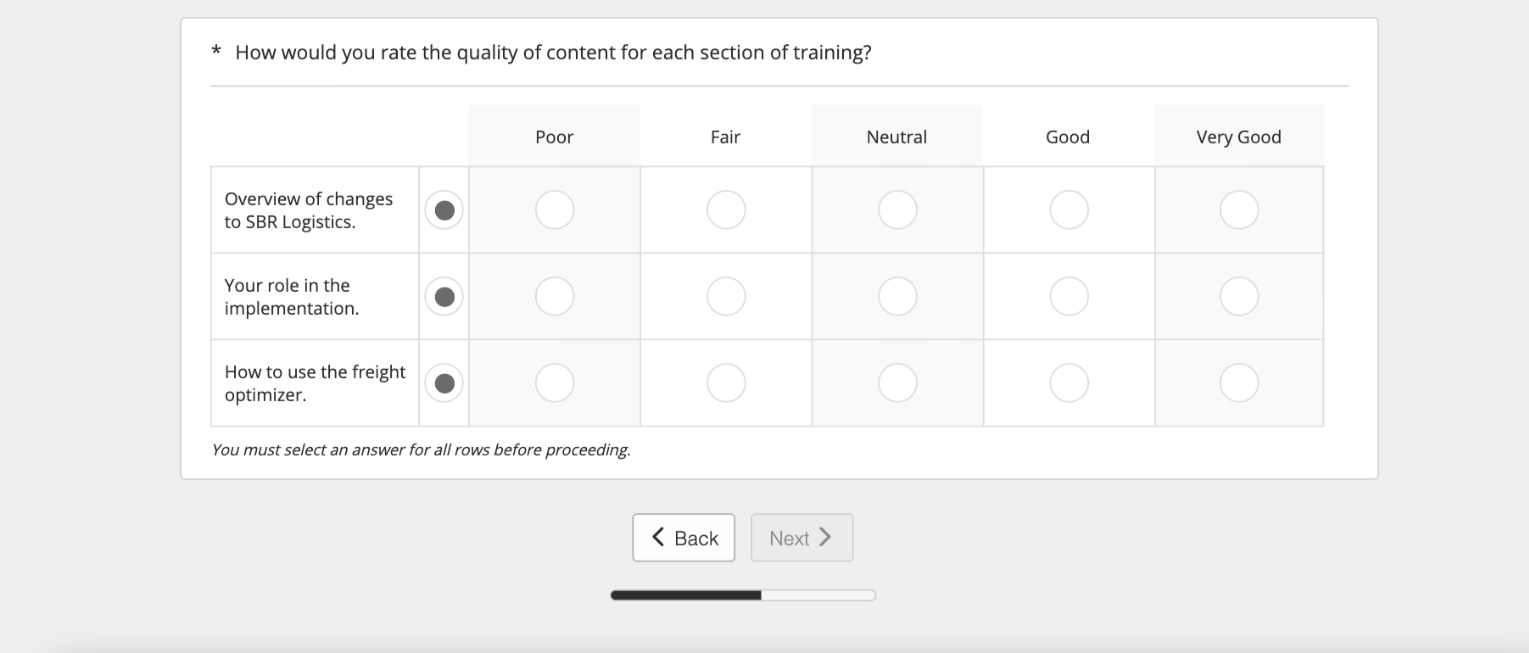 * How would you rate the quality of content for each section of training?
Poor Fair Neutral Good Very Good
Overview of changes
to SBR Logistics.
Your role in the
implementation.
How to use the freight
optimizer.
You must select an answer for all rows before proceeding.
Back Next